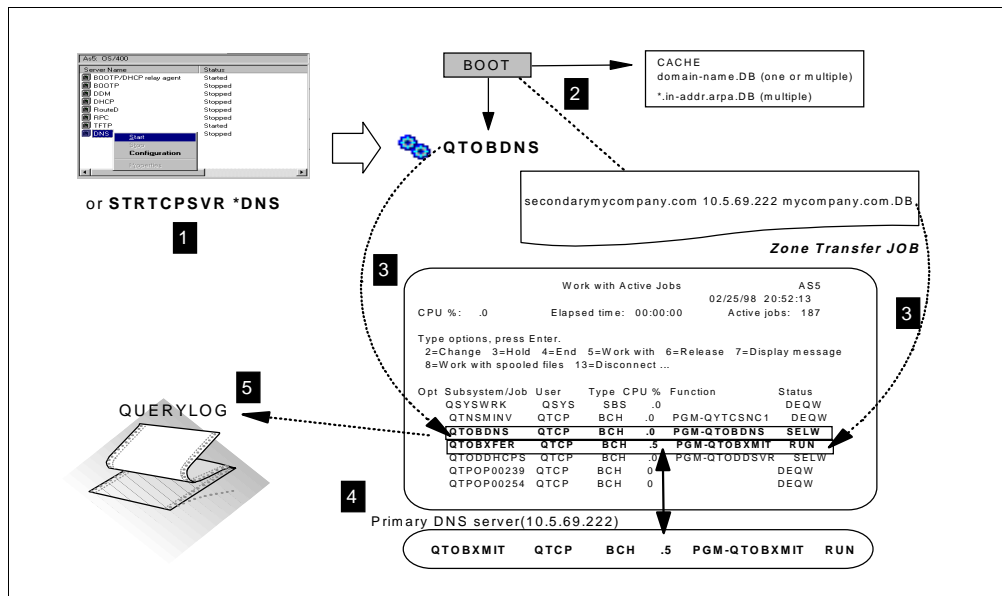 As5: OS/400
Server Name Status
BOOTP/DHCP relay agent Started
BOOTP Stopped
DDM Stopped
DHCP Stopped
RouteD Stopped
RPC Stopped
TFTP Started
DNS Stopped
Start
Stop
Configuration
Properties
or STRTCPSVR *DNS
1
BOOT
2
CACHE
domain-name.DB (one or multiple)
*.in-addr.arpa.DB (multiple)
QTOBDNS
secondarymycompany.com 10.5.69.222 mycompany.com.DB
Zone Transfer JOB
3
3
Work with Active Jobs AS5
02/25/98 20:52:13
CPU %: .0 Elapsed time: 00:00:00 Active jobs: 187
Type options, press Enter.
2=Change 3=Hold 4=End 5=Work with 6=Release 7=Display message
8=Work with spooled files 13=Disconnect ...
Opt Subsystem/Job User Type CPU % Function Status
QSYSWRK QSYS SBS .0 DEQW
QTNSMINV QTCP BCH .0 PGM-QYTCSNC1 DEQW
QTOBDNS QTCP BCH .0 PGM-QTOBDNS SELW
QTOBXFER QTCP BCH .5 PGM-QTOBXMIT RUN
QTODDHCPS QTCP BCH .0 PGM-QTODDSVR SELW
QTPOP00239 QTCP BCH 0 DEQW
QTPOP00254 QTCP BCH 0 DEQW
5
QUERYLOG
4
Primary DNS server(10.5.69.222)
QTOBXMIT QTCP BCH .5 PGM-QTOBXMIT RUN